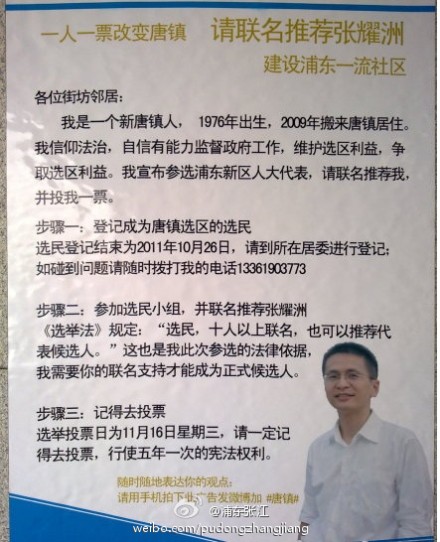 一人一票改变唐镇 请联名推荐张耀洲
建设浦东一流社区
各位街坊邻居：
我是一个新唐镇人， 1976年出生，2009年搬来唐镇居住。
我信仰法治，自信有能力监督政府工作，维护选区利益，争
取选区利益。我宣布参选浦东新区人大代表，请联名推荐我，
并投我一票。
步骤一：登记成为唐镇选区的选民
选民登记结束为2011年10月26日，请到所在居委进行登记；
如碰到问题请随时拨打我的电话13361903773
步骤二：参加选民小组，并联名推荐张耀洲
《选举法》规定：“选民，十人以上联名，也可以推荐代
表候选人。”这也是我此次参选的法律依据，
我需要你的联名支持才能成为正式候选人。
步骤三：记得去投票
选举投票日为11月16日星期三，请一定记
得去投票，行使五年一次的宪法权利。
随时随地表达你的观点：
请用手机拍下此广告发微博加 #唐镇#
@浦东张江
weibo.com/pudongzhangjiang